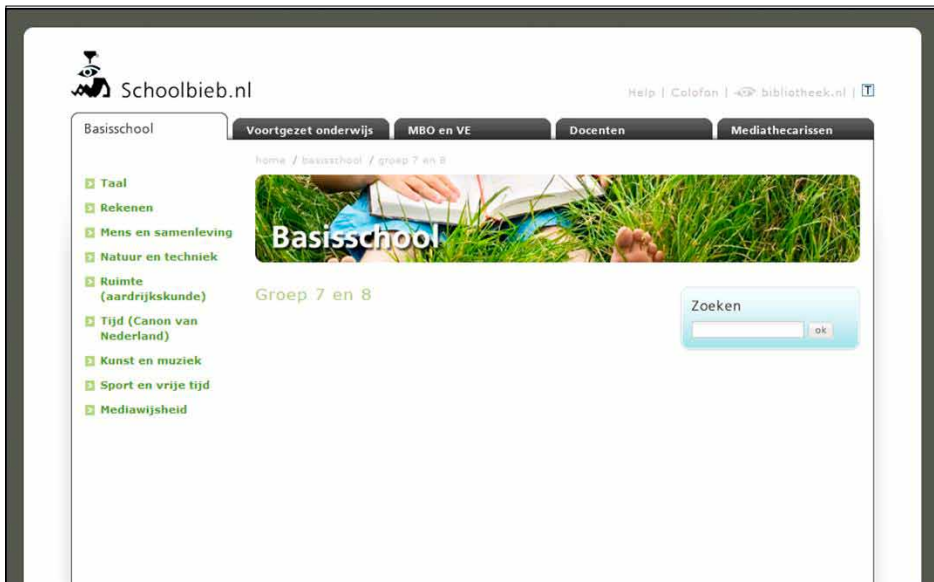 Schoolbieb.nl
Help | Colofon | bibliotheek.nl | T
Basisschool
Voortgezet onderwijs
MBO en VE
Docenten
Mediathecarissen
home / basisschool / groep 7 en 8
Taal
Rekenen
Mens en samenleving
Natuur en techniek
Ruimte
(aardrijkskunde)
Tijd (Canon van
Nederland)
Kunst en muziek
Sport en vrije tijd
Mediawijsheid
Basisschool
Groep 7 en 8
Zoeken
ok